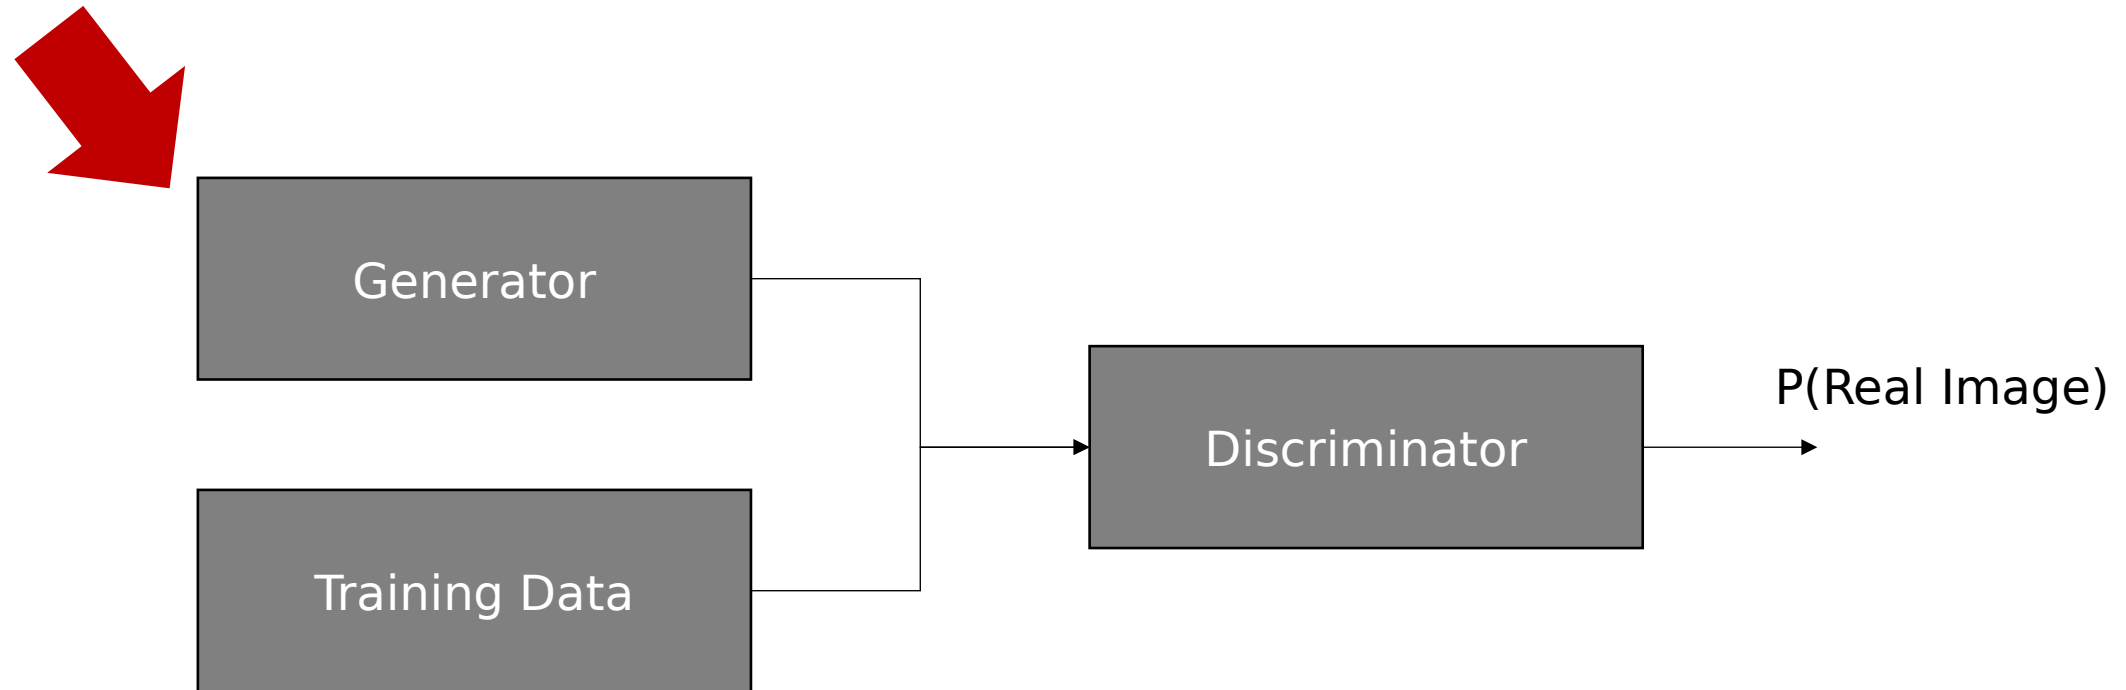 Generator
P(Real Image)
Discriminator
Training Data